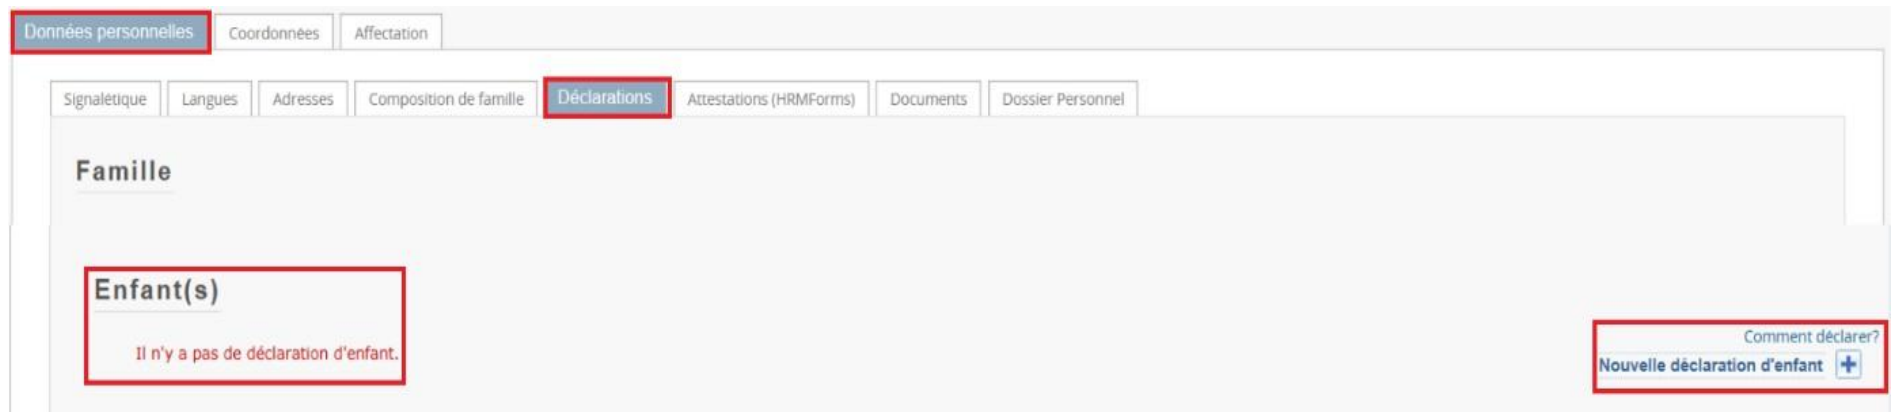 Données personnelles Coordonnées Affectation
Signalétique Langues Adresses Composition de famille Déclarations Attestations (HRMForms) Documents Dossier Personnel
Famille
Enfant(s)
Il n'y a pas de déclaration d'enfant.
Comment déclarer?
Nouvelle déclaration d'enfant